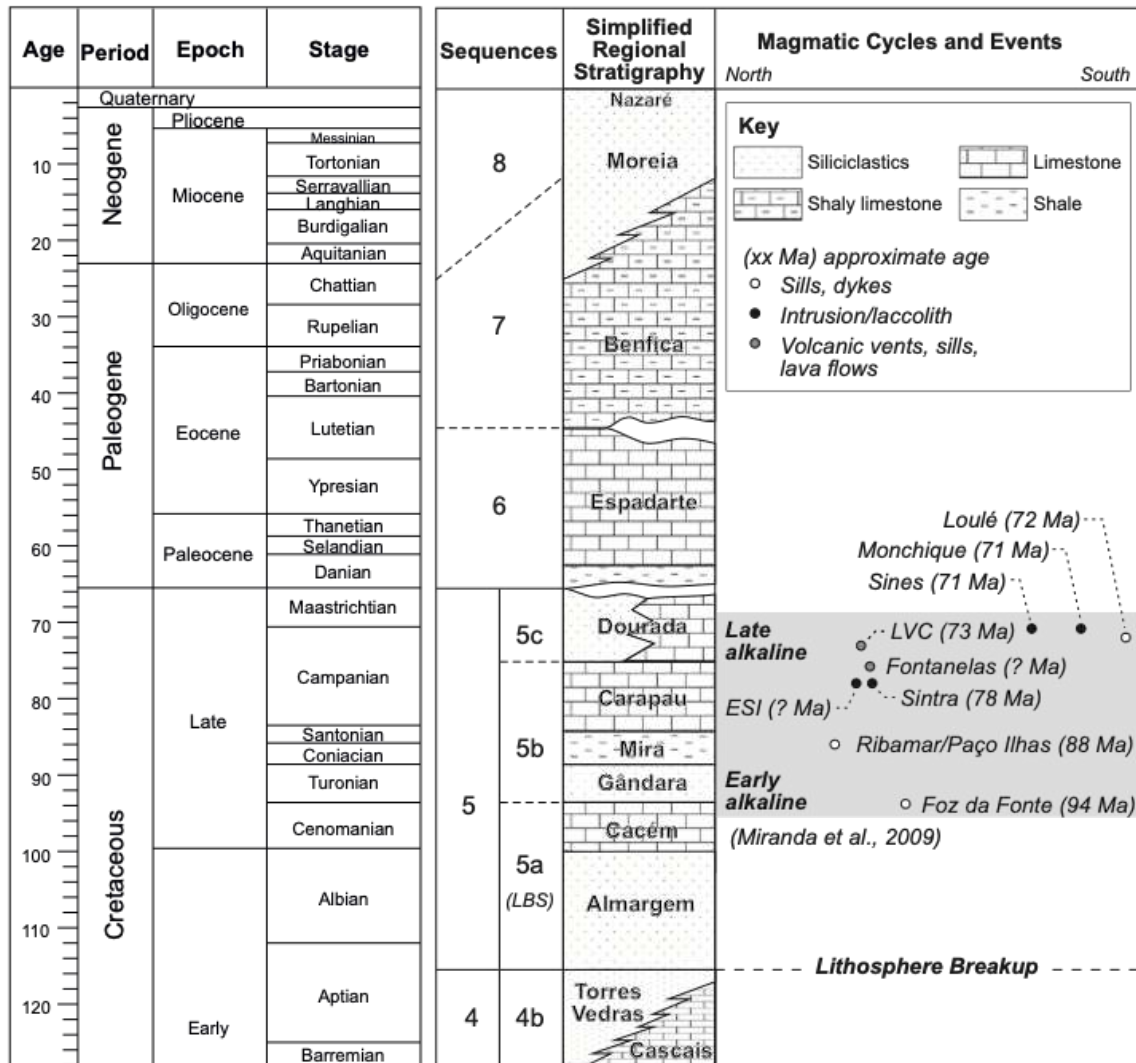 Age
Period
Epoch
Stage
Sequences
Simplified
Regional
Stratigraphy
Magmatic Cycles and Events
North
South
Quaternary
Neogene
Paleogene
Cretaceous
Pliocene
Miocene
Oligocene
Eocene
Paleocene
Late
Early
Messinian
Tortonian
Serravallian
Langhian
Burdigalian
Aquitanian
Chattian
Rupelian
Priabonian
Bartonian
Lutetian
Ypresian
Thanetian
Selandian
Danian
Maastrichtian
Campanian
Santonian
Coniacian
Turonian
Cenomanian
Albian
Aptian
Barremian
10
20
30
40
50
60
70
80
90
100
110
120
8
7
6
5
5c
5b
5a
(LBS)
4
4b
Nazaré
Moreia
Benfica
Espadarte
Dourada
Carapau
Mira
Gândara
Cacém
Almargem
Torres
Vedras
Cascais
Key
Siliciclastics
Limestone
Shaly limestone
Shale
(xx Ma) approximate age
Sills, dykes
Intrusion/laccolith
Volcanic vents, sills,
lava flows
Loulé (72 Ma)
Monchique (71 Ma)
Sines (71 Ma)
Late
alkaline
LVC (73 Ma)
Fontanelas (? Ma)
ESI (? Ma)
Sintra (78 Ma)
Ribamar/Paço Ilhas (88 Ma)
Early
alkaline
Foz da Fonte (94 Ma)
(Miranda et al., 2009)
Lithosphere Breakup